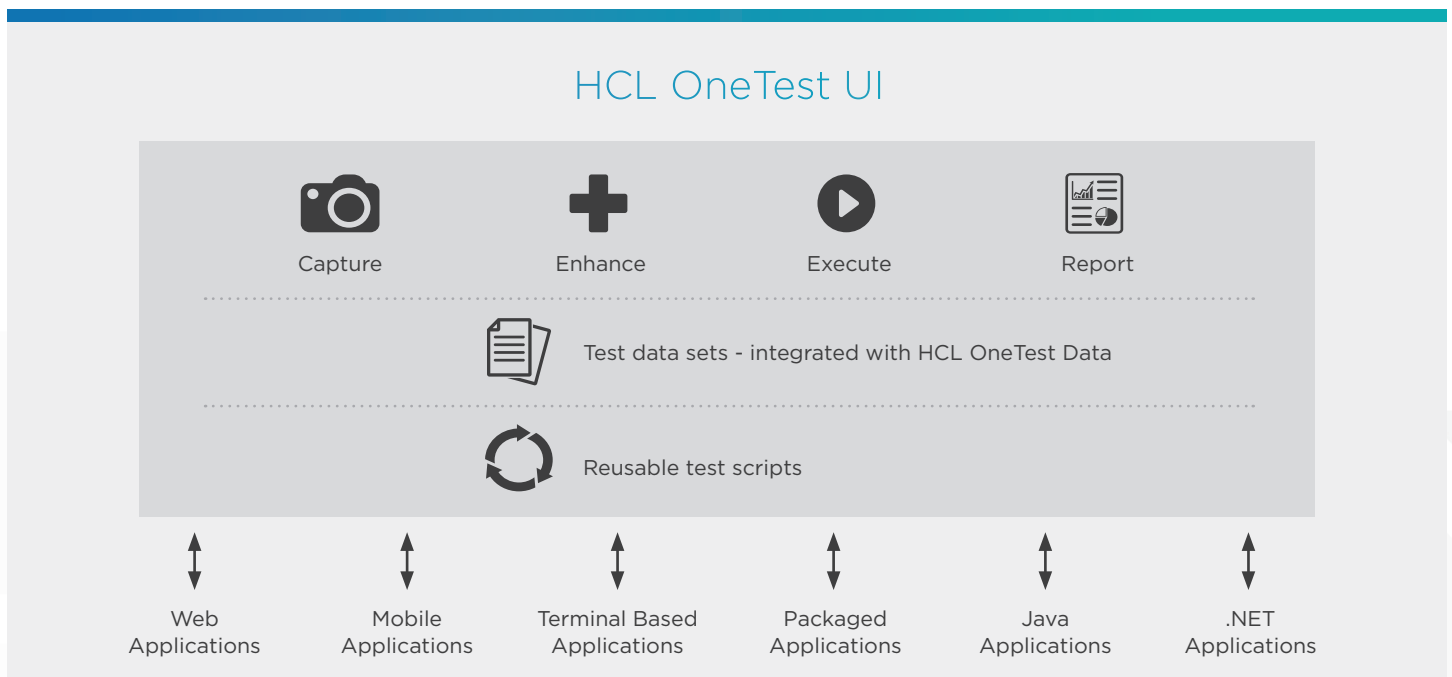 HCL OneTest UI
Capture
Enhance
Execute
Report
Test data sets - integrated with HCL OneTest Data
Reusable test scripts
Web
Applications
Mobile
Applications
Terminal Based
Applications
Packaged
Applications
Java
Applications
.NET
Applications